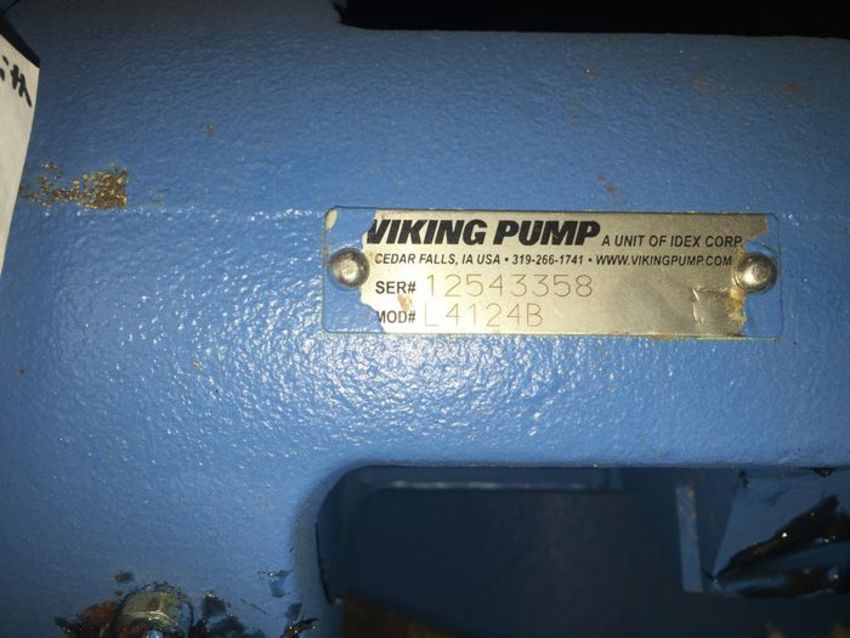 VIKING PUMP A UNIT OF IDEX CORP
CEDAR FALLS, IA USA • 319-266-1741 • WWW.VIKINGPUMP.COM
SER# 12543358
MOD# L4124B